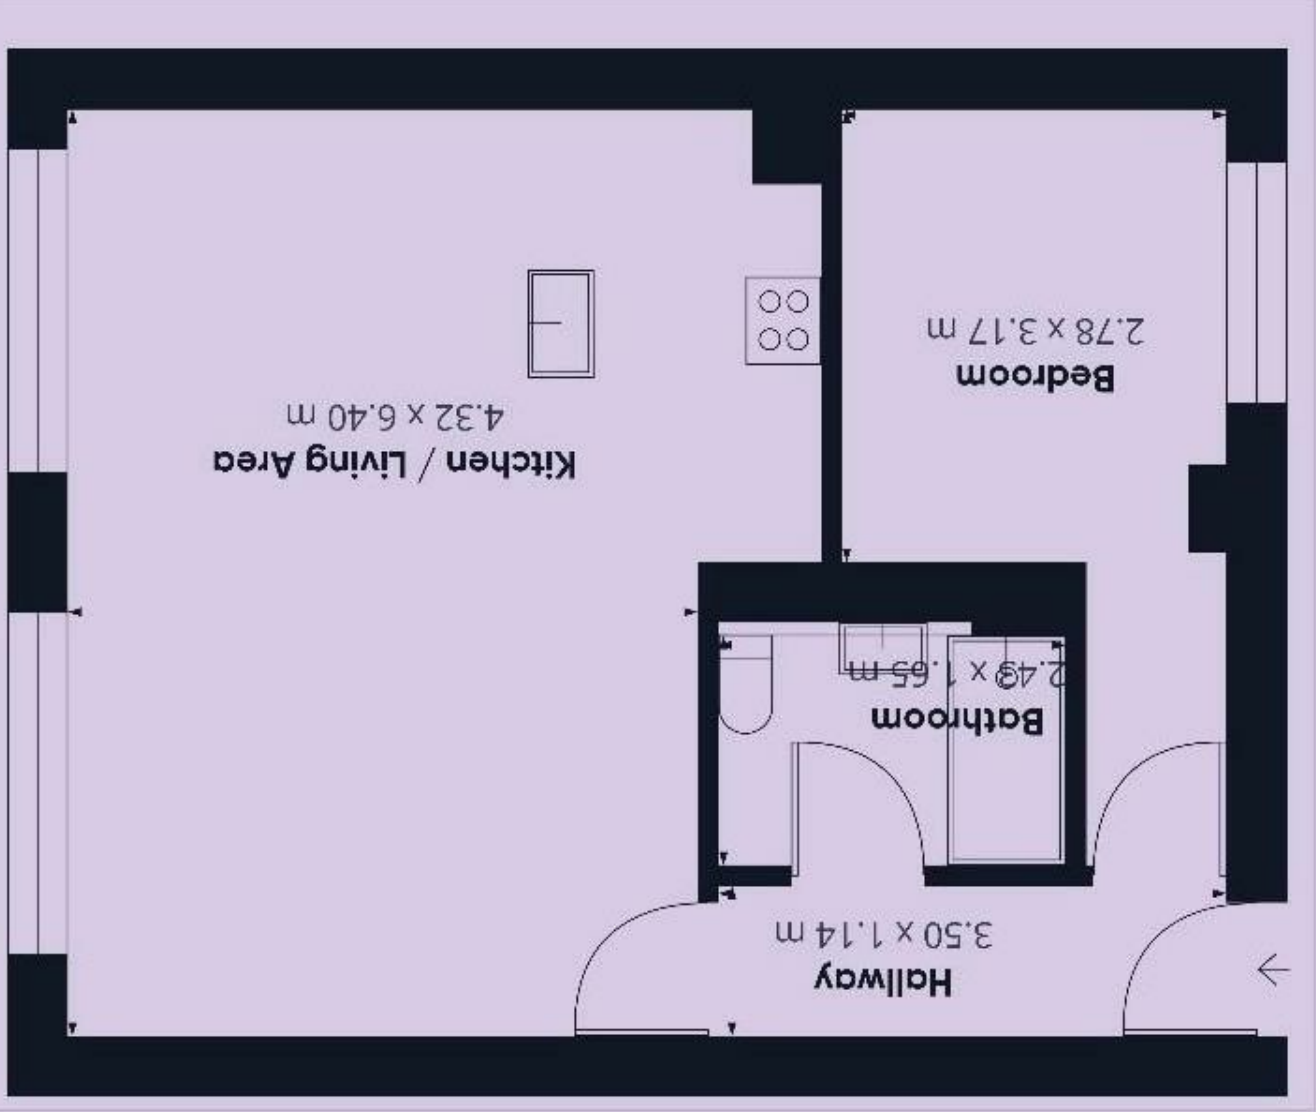 Hallway
3.50 x 1.14 m
Bathroom
2.43 x 1.65 m
Kitchen / Living Area
4.32 x 6.40 m
Bedroom
2.78 x 3.17 m